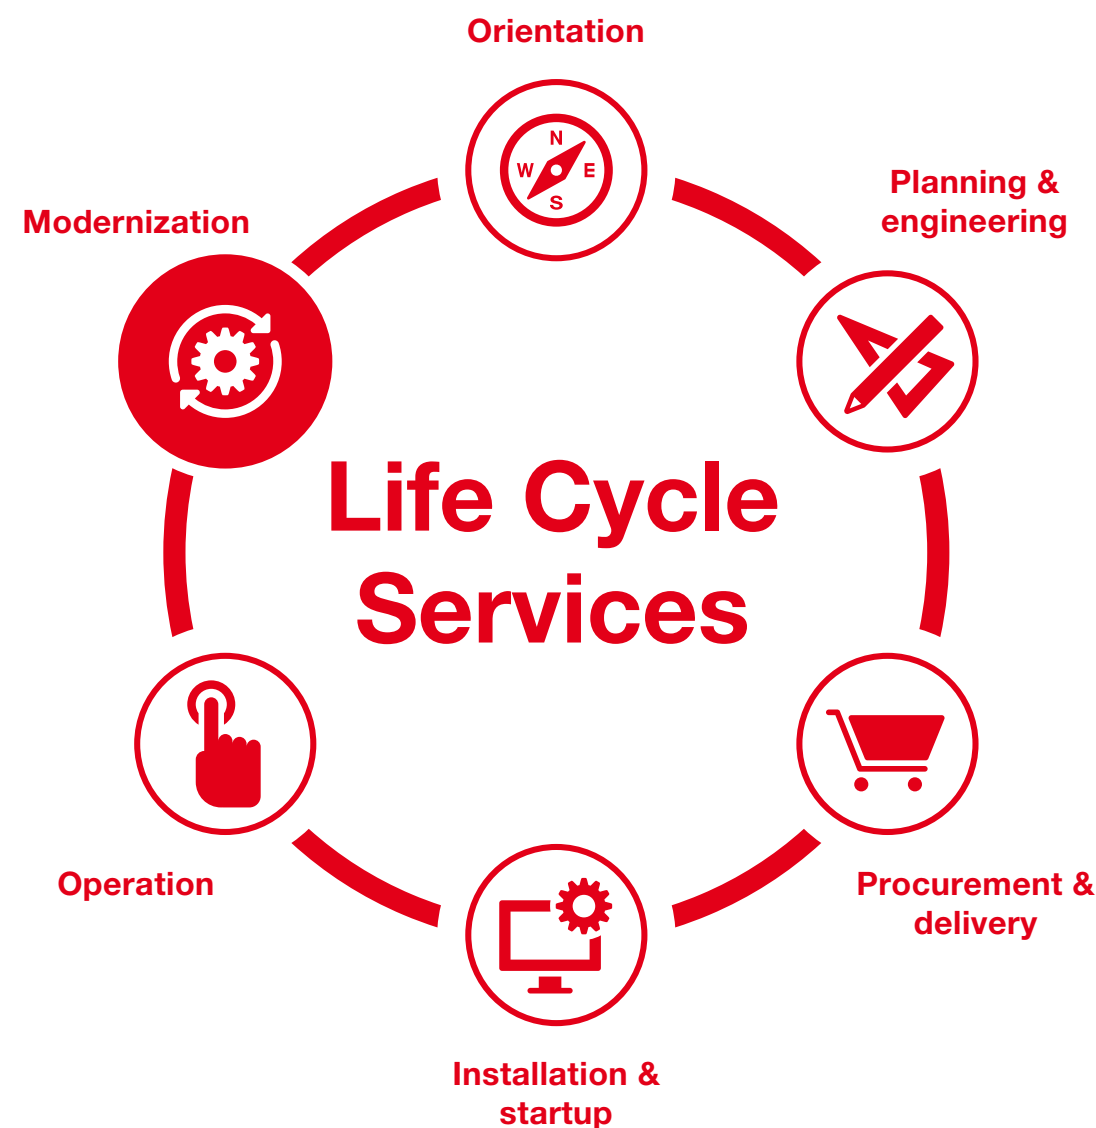 Orientation
N
W
E
S
Planning &
engineering
Modernization
Life Cycle
Services
Operation
Procurement &
delivery
Installation &
startup